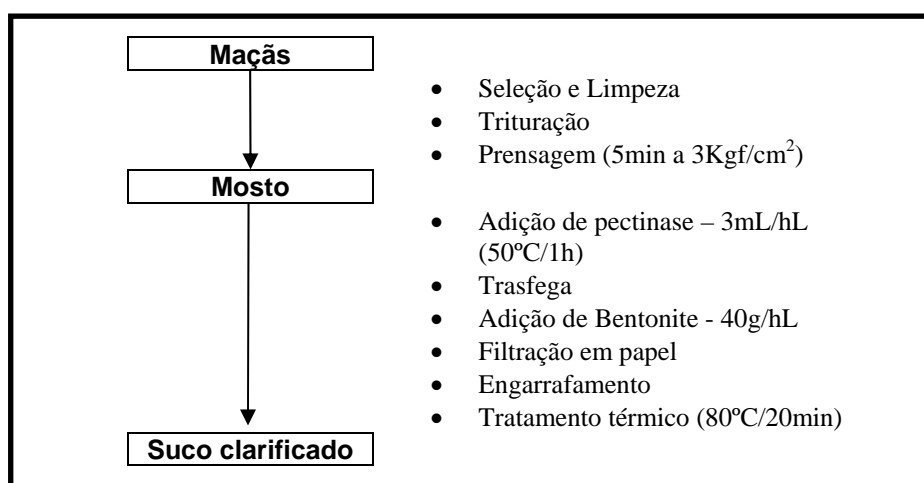 Maçãs
• Seleção e Limpeza
• Trituração
• Prensagem (5min a 3Kgf/cm²)
Mosto
• Adição de pectinase – 3mL/hL
(50ºC/1h)
• Trasfega
• Adição de Bentonite - 40g/hL
• Filtração em papel
• Engarrafamento
• Tratamento térmico (80ºC/20min)
Suco clarificado